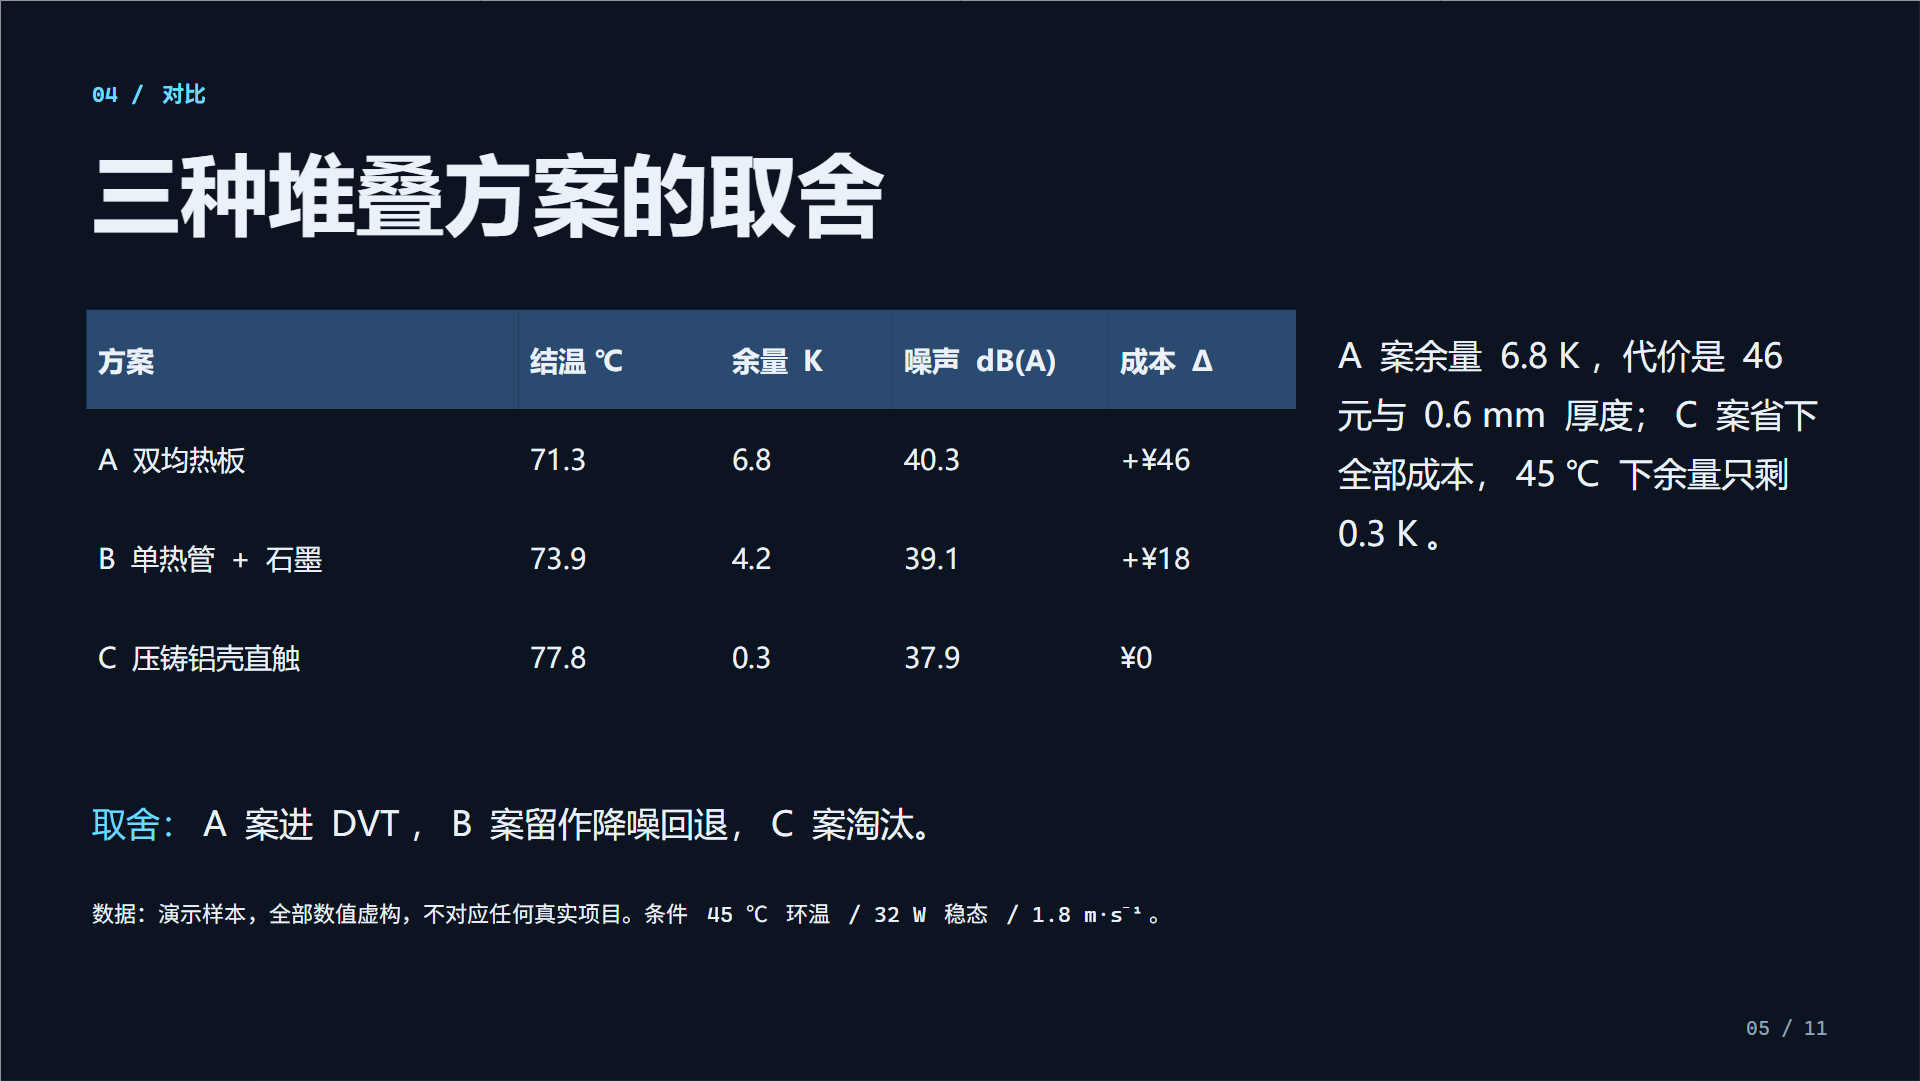 04 / 对比
三种堆叠方案的取舍
方案 结温 ℃ 余量 K 噪声 dB(A) 成本 Δ
A 双均热板 71.3 6.8 40.3 +¥46
B 单热管 + 石墨 73.9 4.2 39.1 +¥18
C 压铸铝壳直触 77.8 0.3 37.9 ¥0
A 案余量 6.8 K，代价是 46
元与 0.6 mm 厚度；C 案省下
全部成本，45 ℃ 下余量只剩
0.3 K。
取舍：A 案进 DVT，B 案留作降噪回退，C 案淘汰。
数据：演示样本，全部数值虚构，不对应任何真实项目。条件 45 ℃ 环温 / 32 W 稳态 / 1.8 m·s⁻¹。
05 / 11